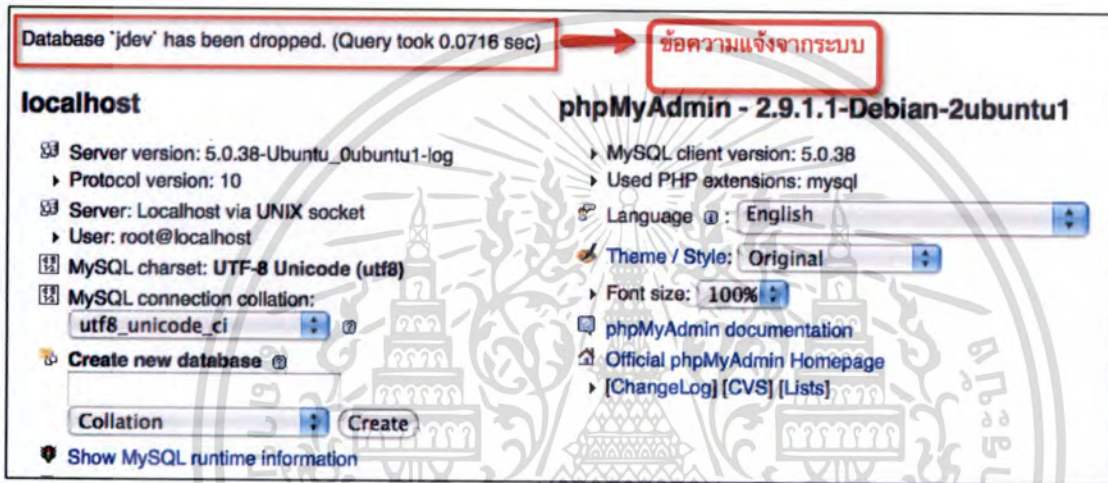 Database `jdev` has been dropped. (Query took 0.0716 sec)
ข้อความแจ้งจากระบบ
localhost
Server version: 5.0.38-Ubuntu_0ubuntu1-log
Protocol version: 10
Server: Localhost via UNIX socket
User: root@localhost
MySQL charset: UTF-8 Unicode (utf8)
MySQL connection collation:
utf8_unicode_ci
Create new database
Collation Create
Show MySQL runtime information
phpMyAdmin - 2.9.1.1-Debian-2ubuntu1
MySQL client version: 5.0.38
Used PHP extensions: mysql
Language : English
Theme / Style: Original
Font size: 100%
phpMyAdmin documentation
Official phpMyAdmin Homepage
[ChangeLog] [CVS] [Lists]